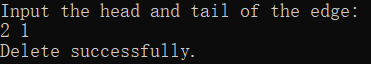 Input the head and tail of the edge:
2 1
Delete successfully.